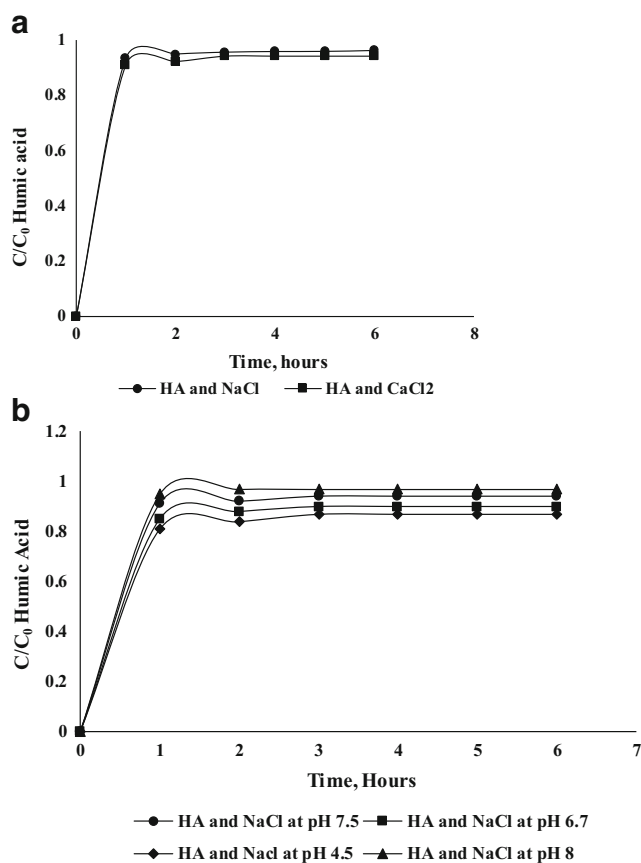 a
1
0.8
0.6
0.4
0.2
0
C/C₀ Humic acid
0 2 4 6 8
Time, hours
HA and NaCl HA and CaCl2
b
1.2
1
0.8
0.6
0.4
0.2
0
C/C₀ Humic Acid
0 1 2 3 4 5 6 7
Time, Hours
HA and NaCl at pH 7.5 HA and NaCl at pH 6.7
HA and Nacl at pH 4.5 HA and NaCl at pH 8